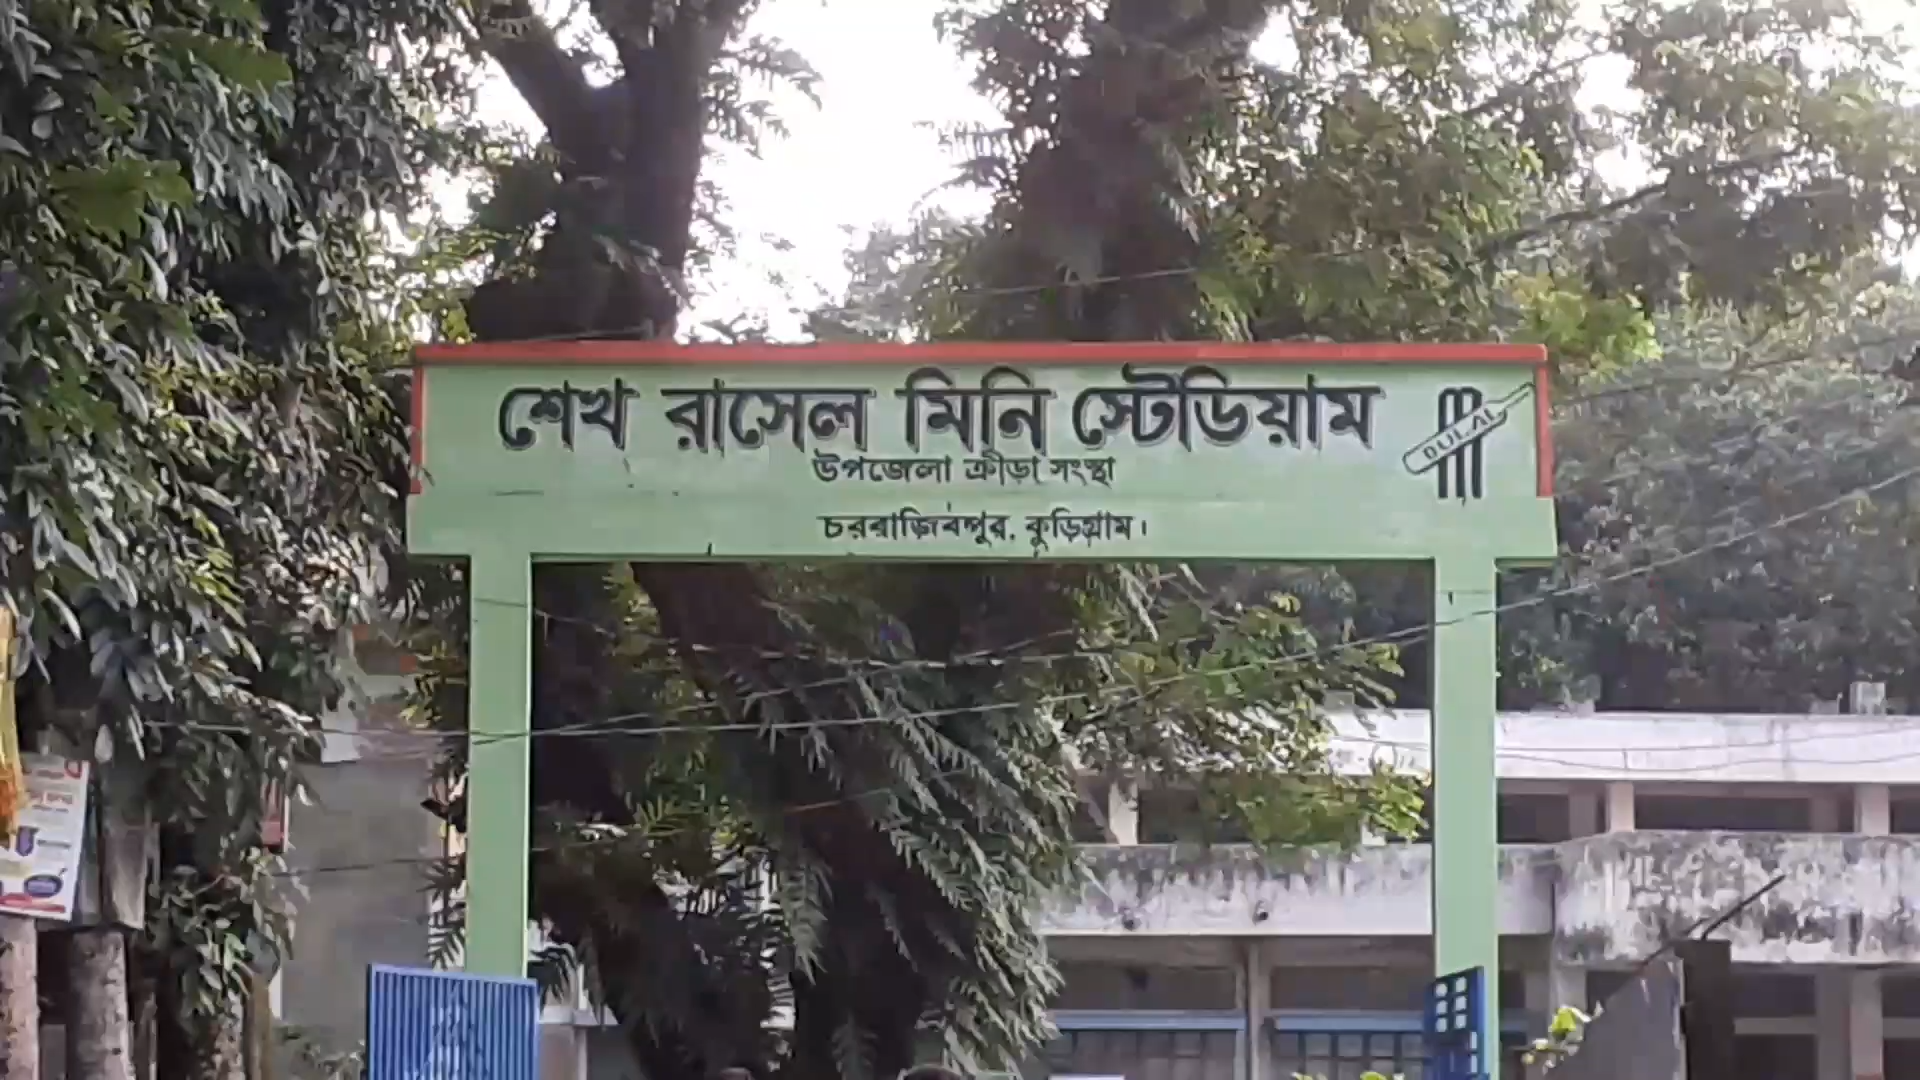 শেখ রাসেল মিনি স্টেডিয়াম
DULAL
উপজেলা ক্রীড়া সংস্থা
চররাজিবপুর, কুড়িগ্রাম।